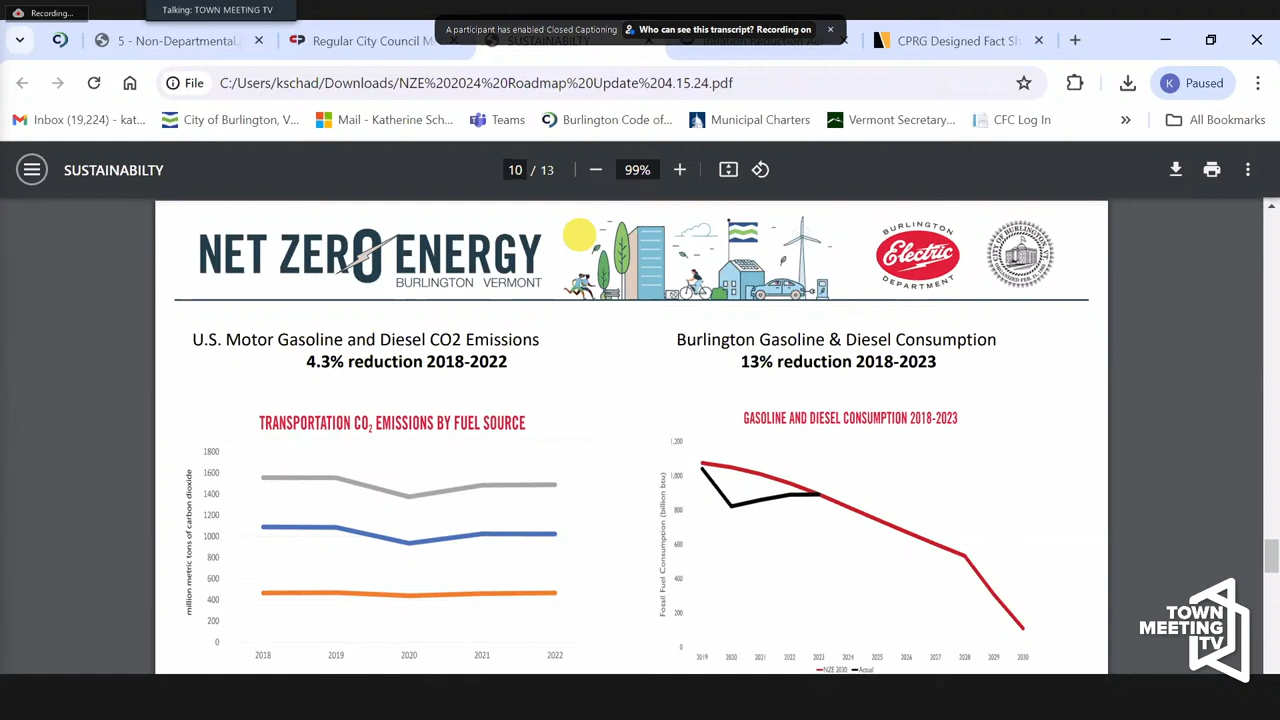 Recording...
Talking: TOWN MEETING TV
A participant has enabled Closed Captioning
Who can see this transcript? Recording on
5 - Non-Departmental
Regular City Council M
SUSTAINABILITY
CPRG Designed Fact Sh
File
C:/Users/kschad/Downloads/NZE%202024%20Roadmap%20Update%204.15.24.pdf
K
Paused
Inbox (19,224) - kat...
City of Burlington, V...
Mail - Katherine Sch...
Teams
Burlington Code of...
Municipal Charters
Vermont Secretary...
CFC Log In
All Bookmarks
SUSTAINABILTY
10 / 13
99%
NET ZERO ENERGY
BURLINGTON VERMONT
BURLINGTON
Electric
DEPARTMENT
U.S. Motor Gasoline and Diesel CO2 Emissions
4.3% reduction 2018-2022
Burlington Gasoline & Diesel Consumption
13% reduction 2018-2023
TRANSPORTATION CO₂ EMISSIONS BY FUEL SOURCE
million metric tons of carbon dioxide
1800
1600
1400
1200
1000
800
600
400
200
0
2018 2019 2020 2021 2022
GASOLINE AND DIESEL CONSUMPTION 2018-2023
Fossil Fuel Consumption (billion btu)
1,200
1,000
800
600
400
200
0
2019 2020 2021 2022 2023 2024 2025 2026 2027 2028 2029 2030
NZE 2030 Actual
TOWN
MEETING
TV